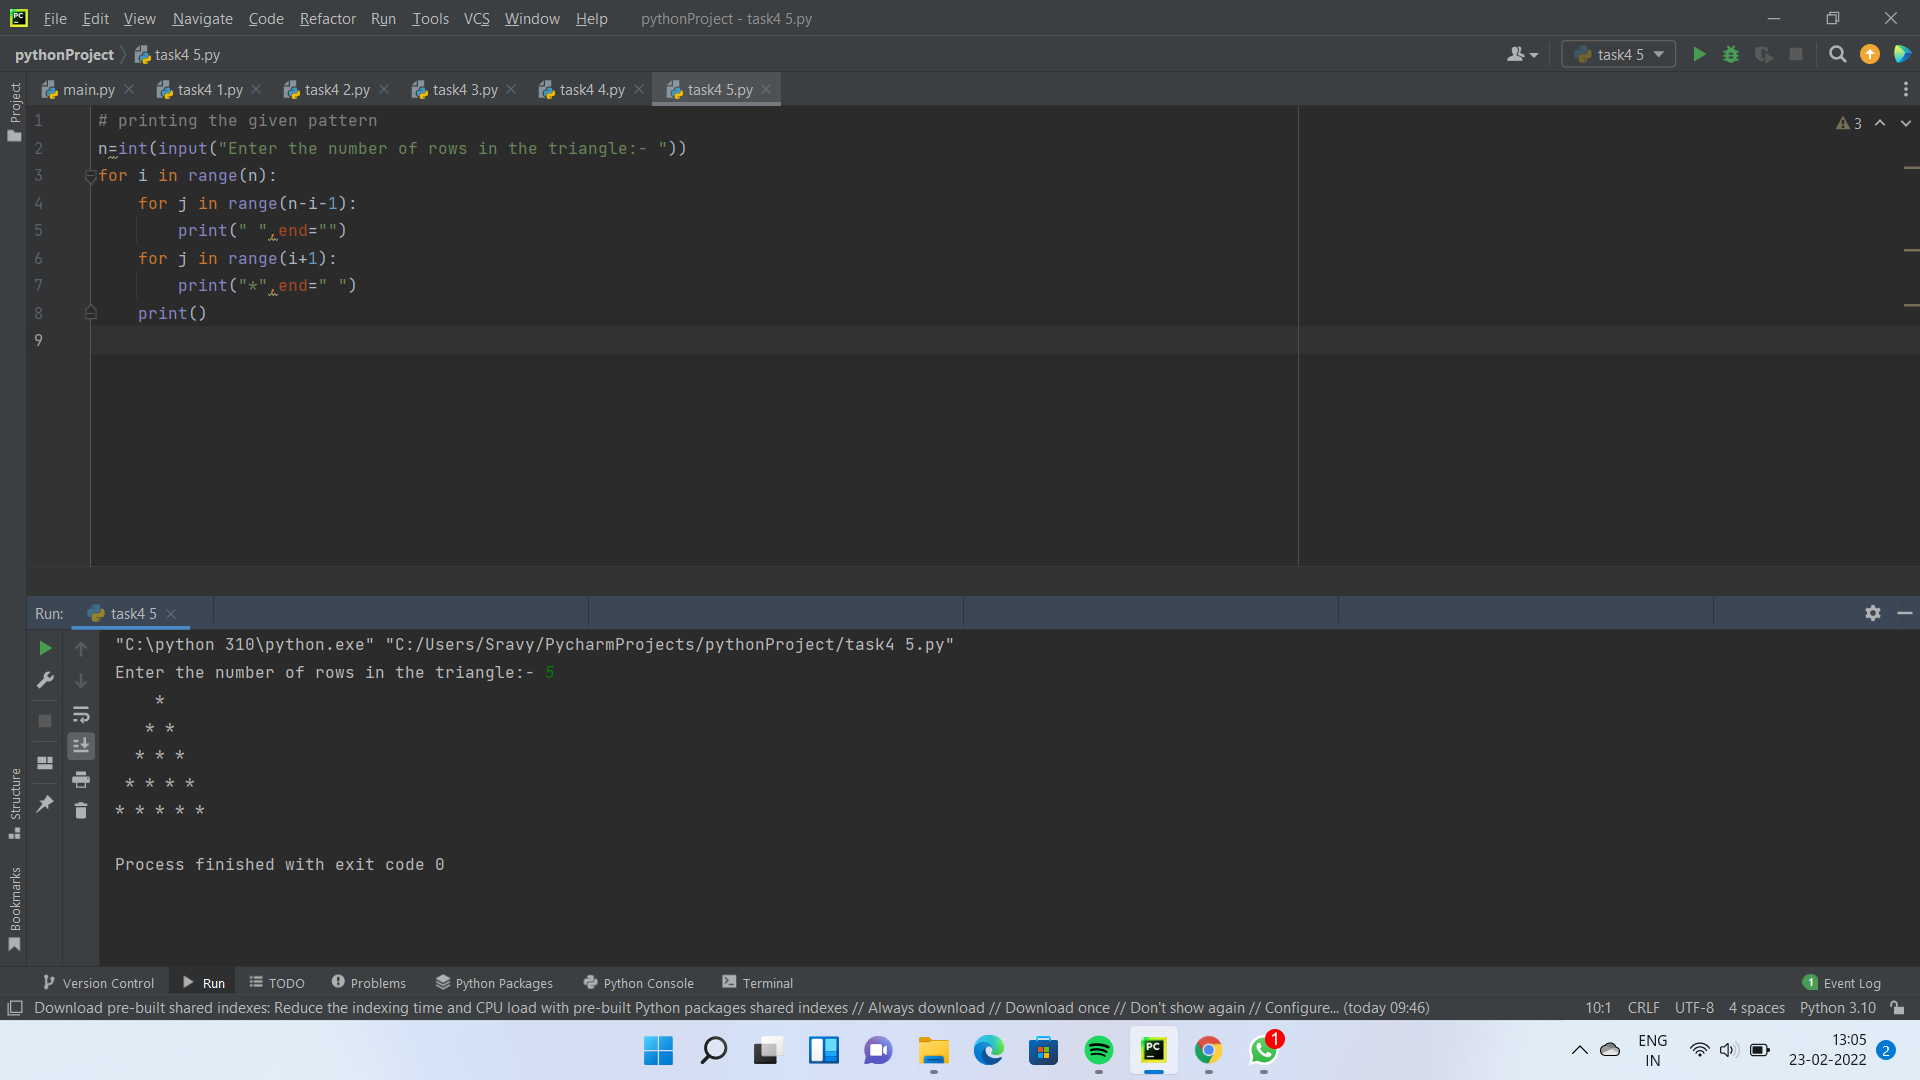 PC File Edit View Navigate Code Refactor Run Tools VCS Window Help pythonProject - task4 5.py
pythonProject task4 5.py task4 5
Project
main.py task4 1.py task4 2.py task4 3.py task4 4.py task4 5.py
1 # printing the given pattern
3
2 n=int(input("Enter the number of rows in the triangle:- "))
3 for i in range(n):
4     for j in range(n-i-1):
5         print(" ",end="")
6     for j in range(i+1):
7         print("*",end=" ")
8     print()
9
Run: task4 5
"C:\python 310\python.exe" "C:/Users/Sravy/PycharmProjects/pythonProject/task4 5.py"
Enter the number of rows in the triangle:- 5
    *
   * *
  * * *
 * * * *
* * * * *
Process finished with exit code 0
Structure
Bookmarks
Version Control Run TODO Problems Python Packages Python Console Terminal 1 Event Log
Download pre-built shared indexes: Reduce the indexing time and CPU load with pre-built Python packages shared indexes // Always download // Download once // Don't show again // Configure... (today 09:46) 10:1 CRLF UTF-8 4 spaces Python 3.10
PC 1 ENG 13:05
IN 23-02-2022 2